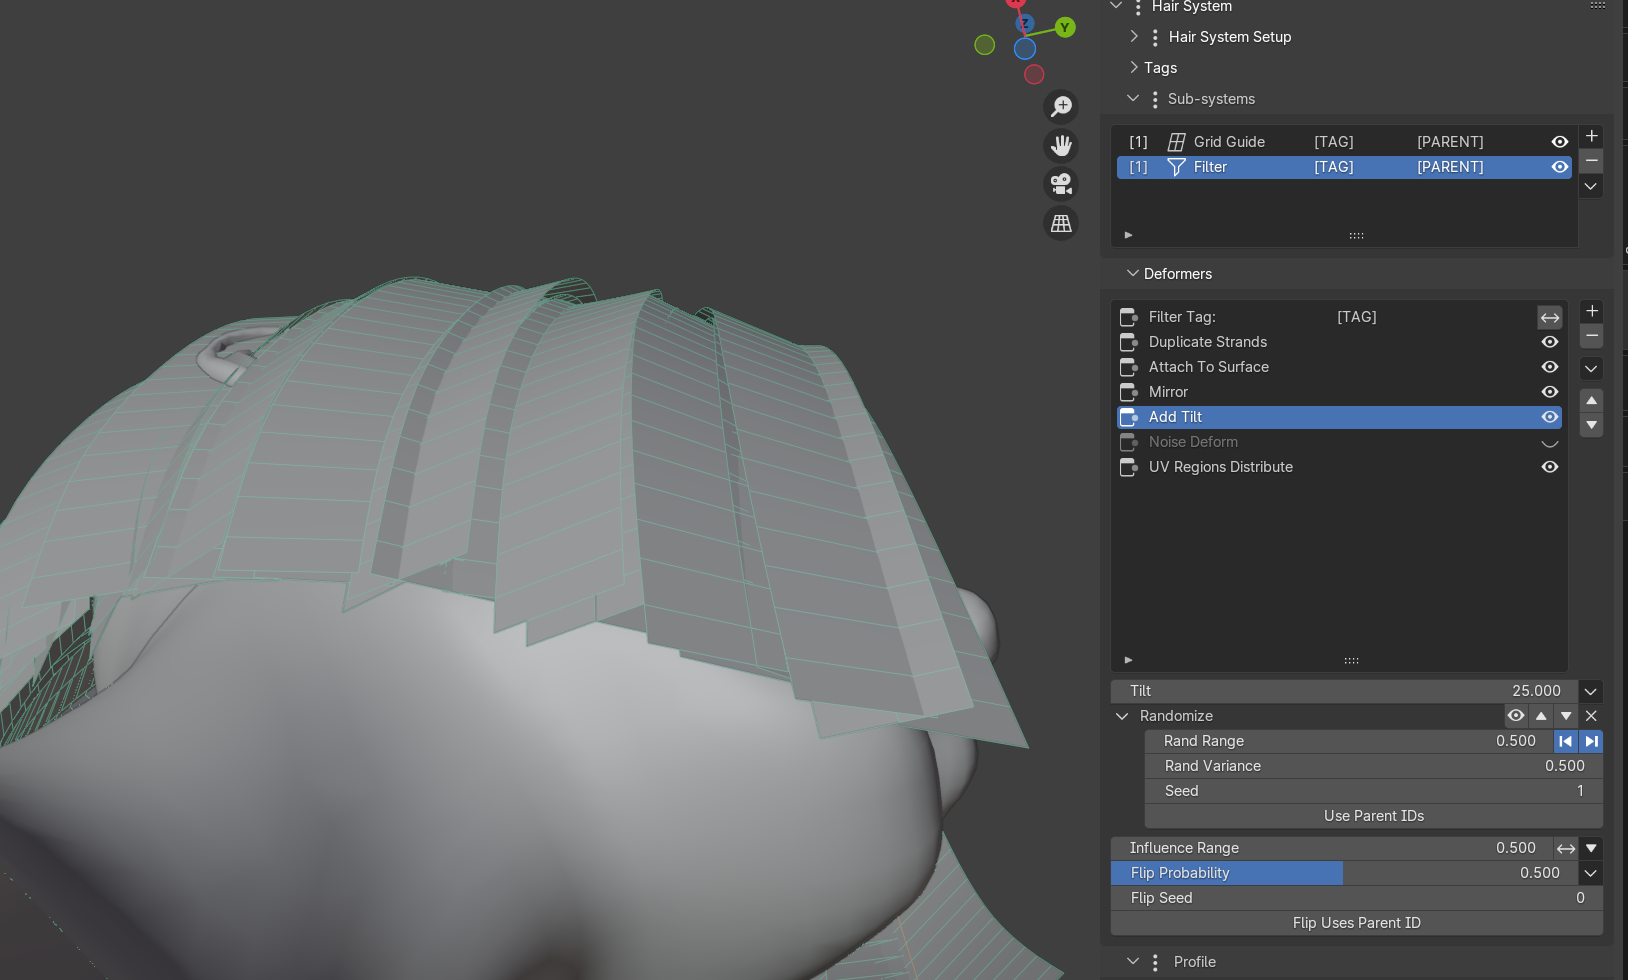 X
Y
Z
Hair System
Hair System Setup
Tags
Sub-systems
[1] Grid Guide [TAG] [PARENT]
[1] Filter [TAG] [PARENT]
Deformers
Filter Tag: [TAG]
Duplicate Strands
Attach To Surface
Mirror
Add Tilt
Noise Deform
UV Regions Distribute
Tilt 25.000
Randomize
Rand Range 0.500
Rand Variance 0.500
Seed 1
Use Parent IDs
Influence Range 0.500
Flip Probability 0.500
Flip Seed 0
Flip Uses Parent ID
Profile